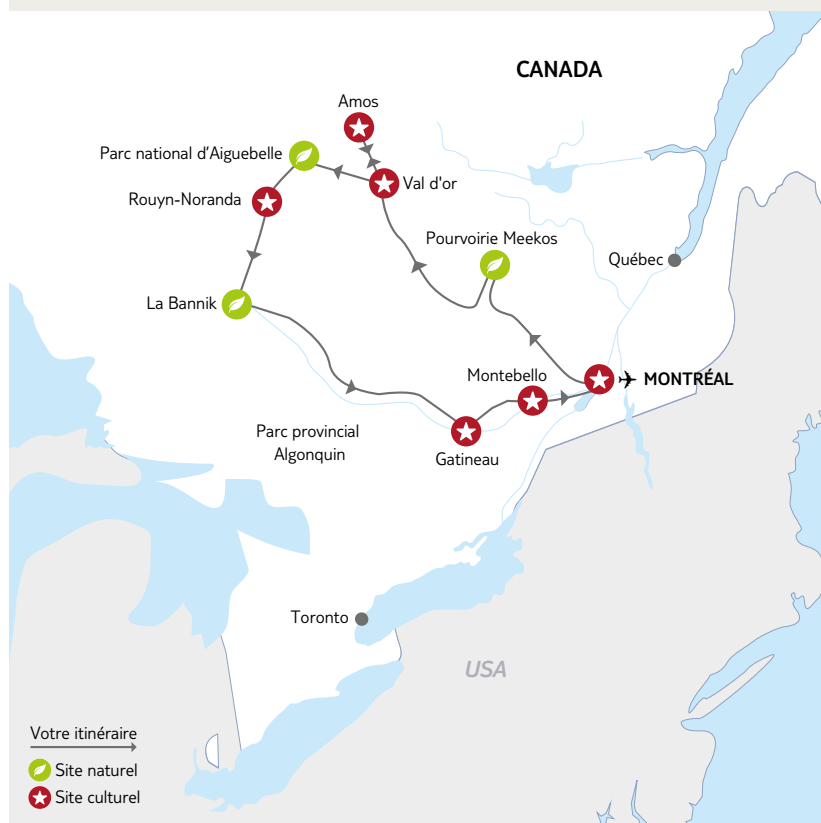 CANADA
Amos
Parc national d'Aiguebelle
Val d'or
Rouyn-Noranda
Pourvoirie Meekos
Québec
La Bannik
Montebello
MONTRÉAL
Parc provincial
Algonquin
Gatineau
Toronto
USA
Votre itinéraire
Site naturel
Site culturel